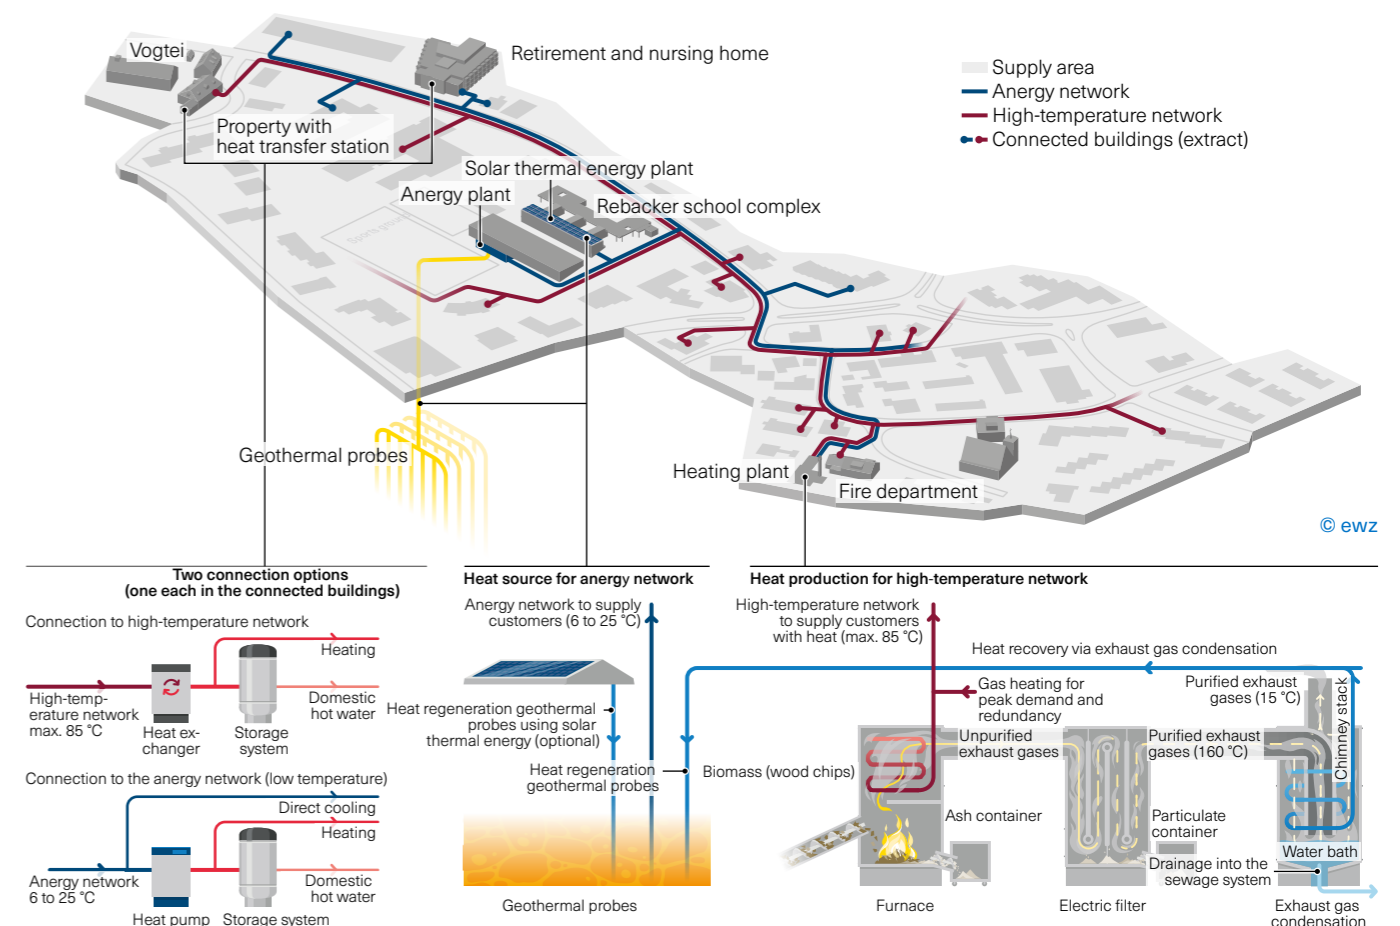 Vogtei
Retirement and nursing home
Property with
heat transfer station
Solar thermal energy plant
Anergy plant
Rebacker school complex
Sports ground
Supply area
Anergy network
High-temperature network
Connected buildings (extract)
Geothermal probes
Heating plant
Fire department
© ewz
Two connection options
(one each in the connected buildings)
Connection to high-temperature network
Heating
High-temp-
erature network
max. 85 °C
Heat ex-
changer
Storage
system
Domestic
hot water
Connection to the anergy network (low temperature)
Direct cooling
Heating
Anergy network
6 to 25 °C
Heat pump
Storage system
Domestic
hot water
Heat source for anergy network
Anergy network to supply
customers (6 to 25 °C)
Heat regeneration geothermal
probes using solar
thermal energy (optional)
Heat regeneration
geothermal probes
Geothermal probes
Heat production for high-temperature network
High-temperature network
to supply customers
with heat (max. 85 °C)
Heat recovery via exhaust gas condensation
Gas heating for
peak demand and
redundancy
Purified exhaust
gases (15 °C)
Chimney stack
Biomass (wood chips)
Unpurified
exhaust gases
Purified exhaust
gases (160 °C)
Ash container
Particulate
container
Water bath
Drainage into the
sewage system
Furnace
Electric filter
Exhaust gas
condensation